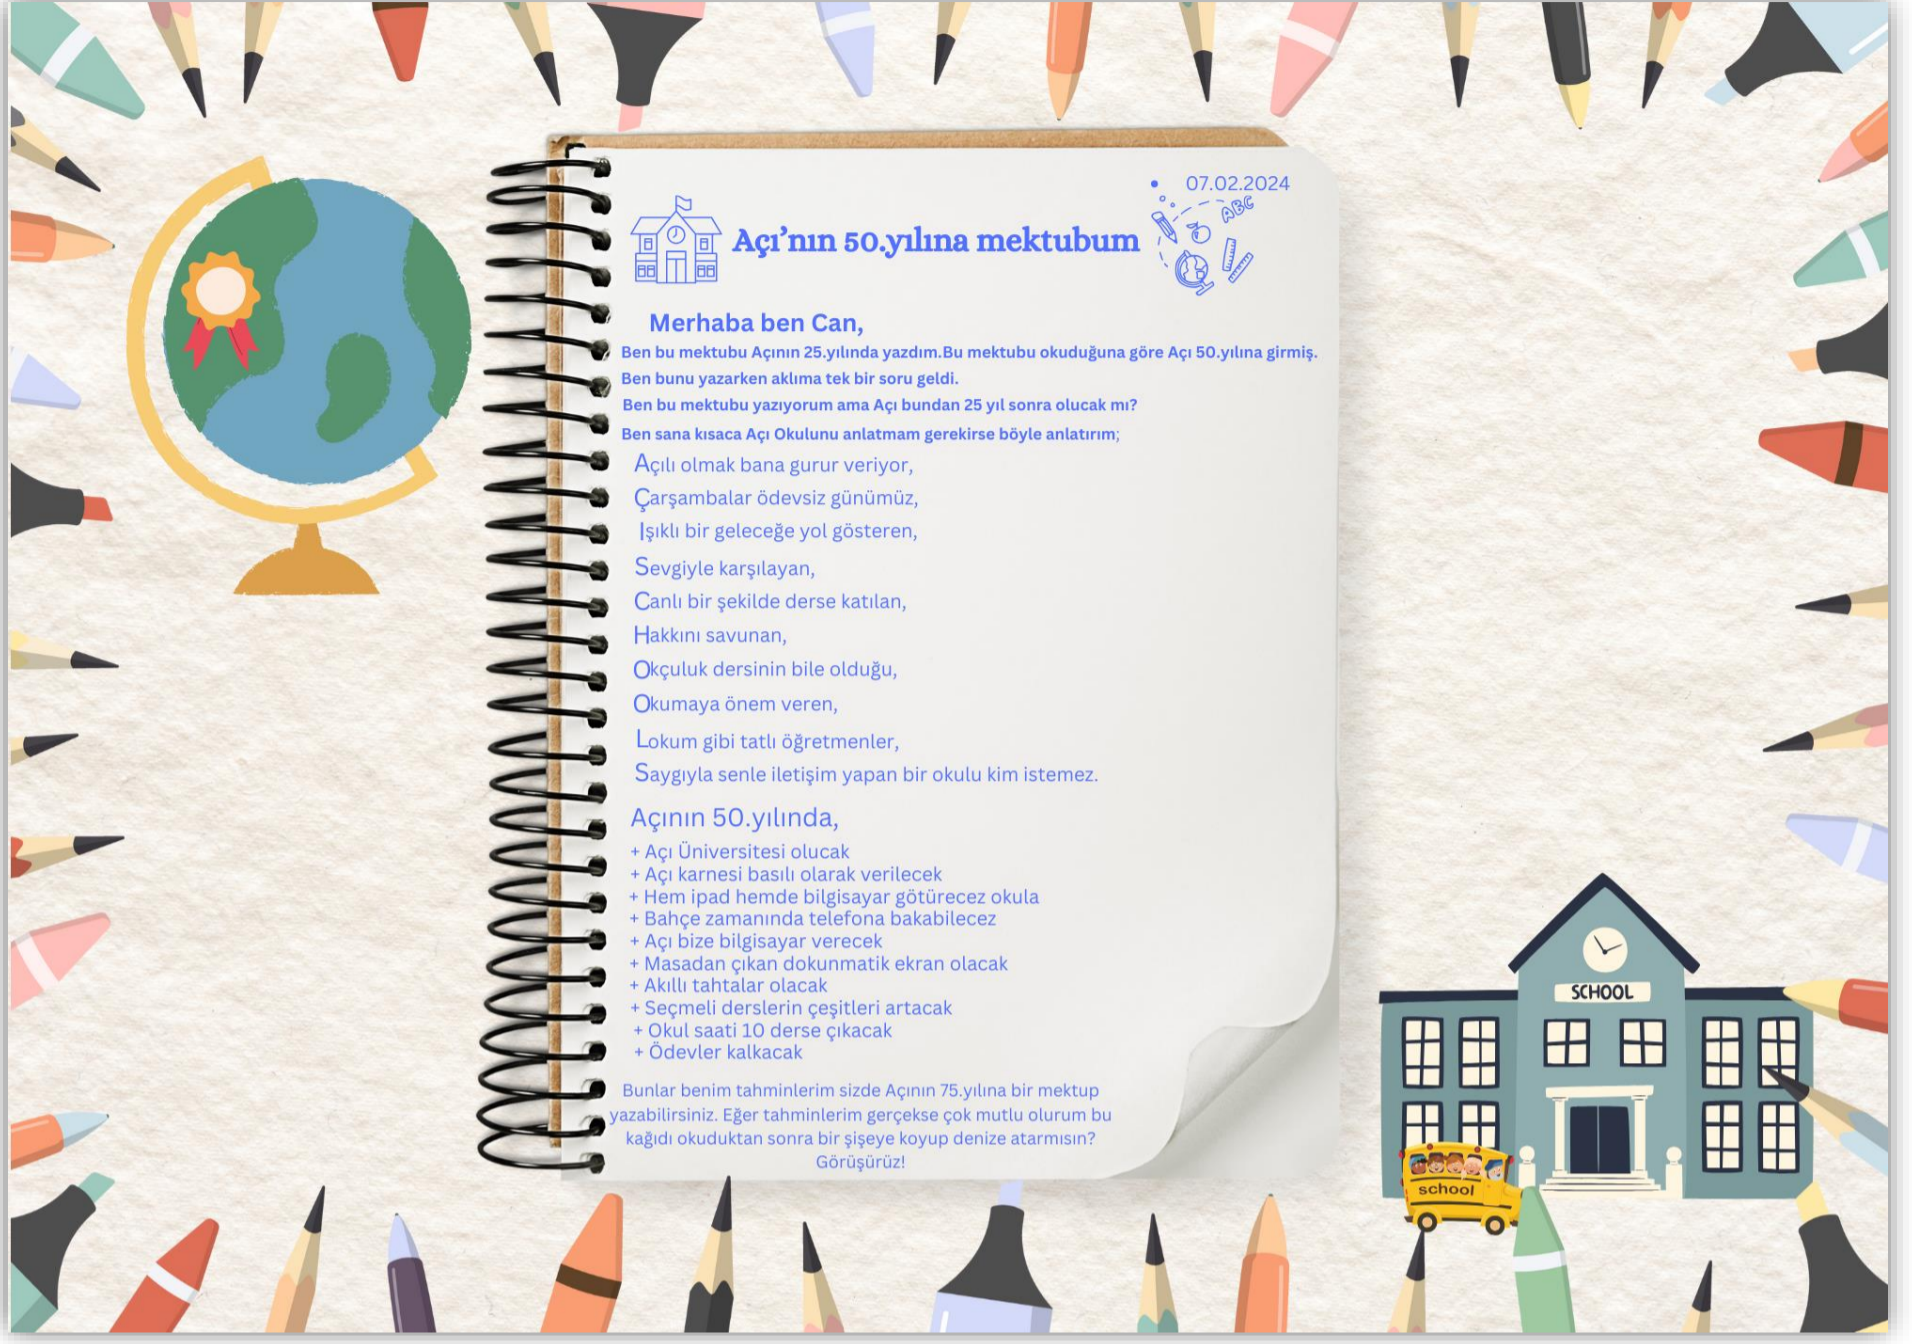 07.02.2024
ABC
Açı'nın 50.yılına mektubum
Merhaba ben Can,
Ben bu mektubu Açının 25.yılında yazdım.Bu mektubu okuduğuna göre Açı 50.yılına girmiş.
Ben bunu yazarken aklıma tek bir soru geldi.
Ben bu mektubu yazıyorum ama Açı bundan 25 yıl sonra olucak mı?
Ben sana kısaca Açı Okulunu anlatmam gerekirse böyle anlatırım;
Açılı olmak bana gurur veriyor,
Çarşambalar ödevsiz günümüz,
Işıklı bir geleceğe yol gösteren,
Sevgiyle karşılayan,
Canlı bir şekilde derse katılan,
Hakkını savunan,
Okçuluk dersinin bile olduğu,
Okumaya önem veren,
Lokum gibi tatlı öğretmenler,
Saygıyla senle iletişim yapan bir okulu kim istemez.
Açının 50.yılında,
+ Açı Üniversitesi olucak
+ Açı karnesi basılı olarak verilecek
+ Hem ipad hemde bilgisayar götürecez okula
+ Bahçe zamanında telefona bakabilecez
+ Açı bize bilgisayar verecek
+ Masadan çıkan dokunmatik ekran olacak
+ Akıllı tahtalar olacak
+ Seçmeli derslerin çeşitleri artacak
+ Okul saati 10 derse çıkacak
+ Ödevler kalkacak
Bunlar benim tahminlerim sizde Açının 75.yılına bir mektup
yazabilirsiniz. Eğer tahminlerim gerçekse çok mutlu olurum bu
kağıdı okuduktan sonra bir şişeye koyup denize atarmısın?
Görüşürüz!
SCHOOL
school